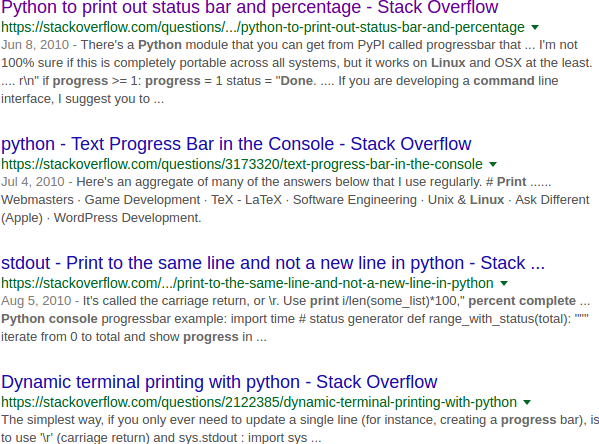 Python to print out status bar and percentage - Stack Overflow
https://stackoverflow.com/questions/.../python-to-print-out-status-bar-and-percentage
Jun 8, 2010 - There's a Python module that you can get from PyPI called progressbar that ... I'm not
100% sure if this is completely portable across all systems, but it works on Linux and OSX at the least.
.... r\n" if progress >= 1: progress = 1 status = "Done. .... If you are developing a command line
interface, I suggest you to ...
python - Text Progress Bar in the Console - Stack Overflow
https://stackoverflow.com/questions/3173320/text-progress-bar-in-the-console
Jul 4, 2010 - Here's an aggregate of many of the answers below that I use regularly. # Print ......
Webmasters · Game Development · TeX - LaTeX · Software Engineering · Unix & Linux · Ask Different
(Apple) · WordPress Development.
stdout - Print to the same line and not a new line in python - Stack ...
https://stackoverflow.com/.../print-to-the-same-line-and-not-a-new-line-in-python
Aug 5, 2010 - It's called the carriage return, or \r. Use print i/len(some_list)*100," percent complete ...
Python console progressbar example: import time # status generator def range_with_status(total): """
iterate from 0 to total and show progress in ...
Dynamic terminal printing with python - Stack Overflow
https://stackoverflow.com/questions/2122385/dynamic-terminal-printing-with-python
The simplest way, if you only ever need to update a single line (for instance, creating a progress bar), is
to use '\r' (carriage return) and sys.stdout : import sys ...